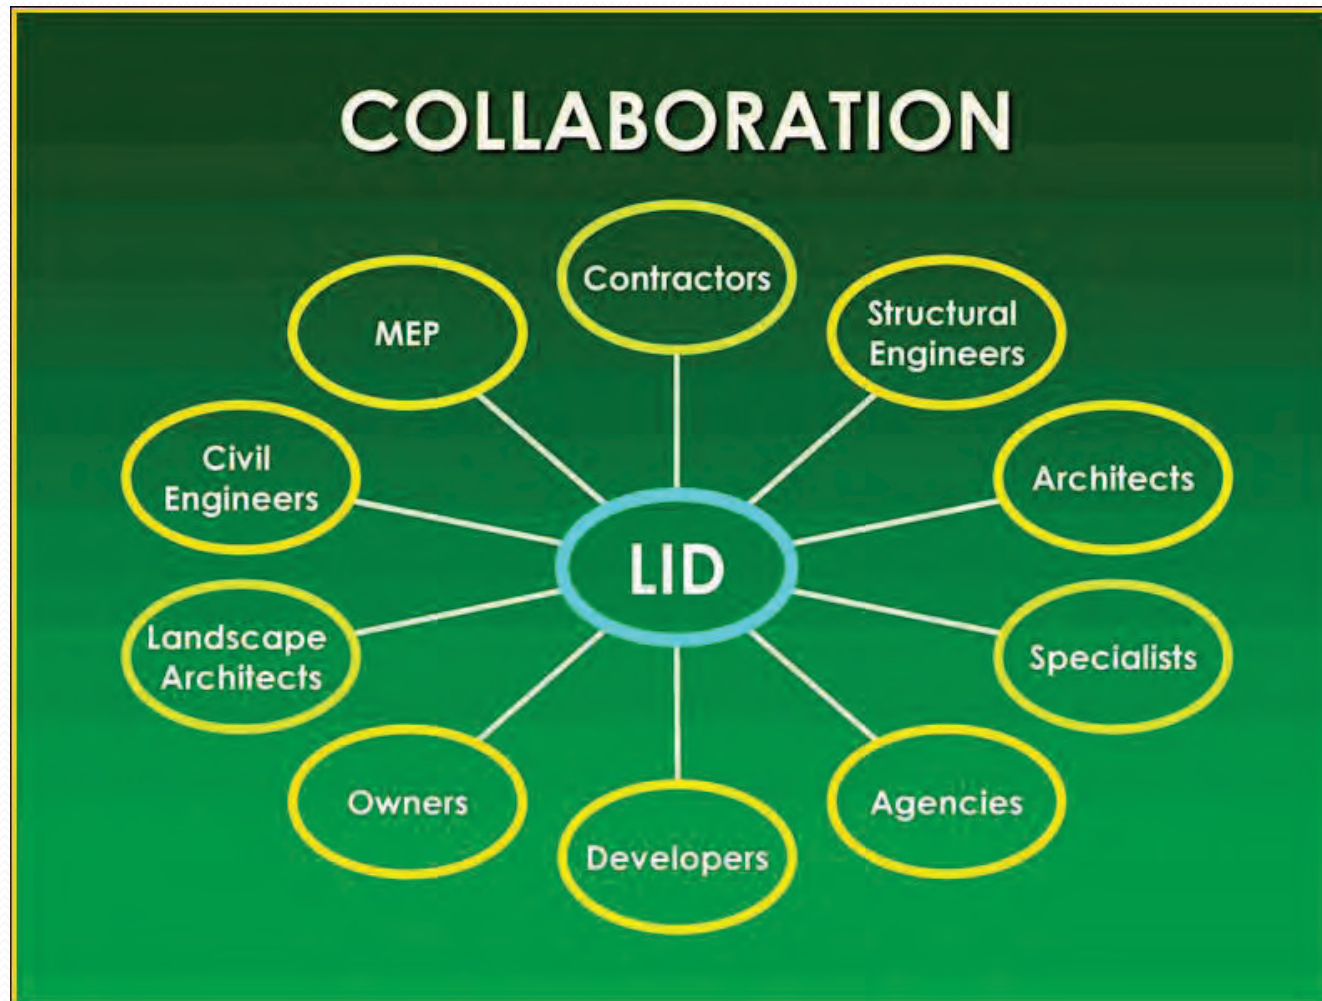 COLLABORATION
Contractors
MEP
Structural
Engineers
Civil
Engineers
Architects
LID
Landscape
Architects
Specialists
Owners
Agencies
Developers